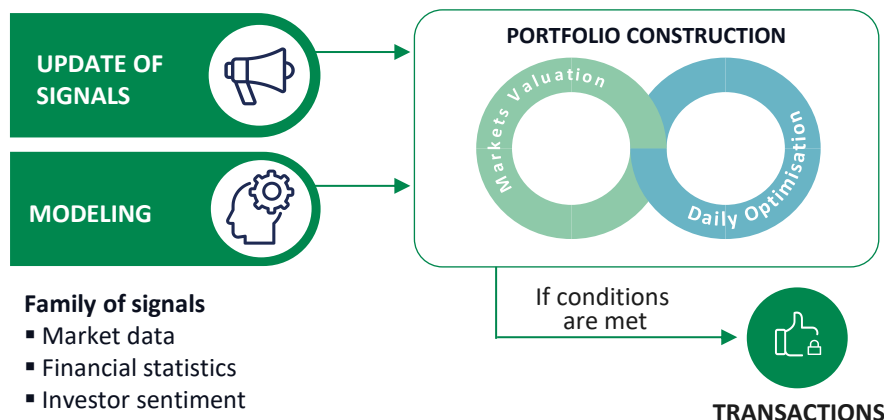 UPDATE OF
SIGNALS
PORTFOLIO CONSTRUCTION
Markets Valuation
Daily Optimisation
MODELING
Family of signals
▪ Market data
▪ Financial statistics
▪ Investor sentiment
If conditions
are met
TRANSACTIONS